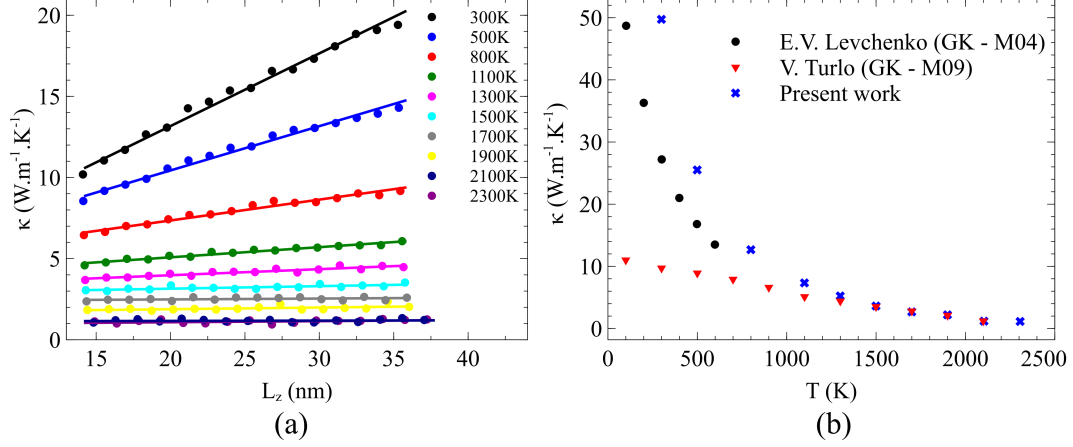 20
15
10
5
0
κ (W.m⁻¹.K⁻¹)
15 20 25 30 35 40
L_z (nm)
300K
500K
800K
1100K
1300K
1500K
1700K
1900K
2100K
2300K
(a)
50
40
30
20
10
0
κ (W.m⁻¹.K⁻¹)
0 500 1000 1500 2000 2500
T (K)
E.V. Levchenko (GK - M04)
V. Turlo (GK - M09)
Present work
(b)